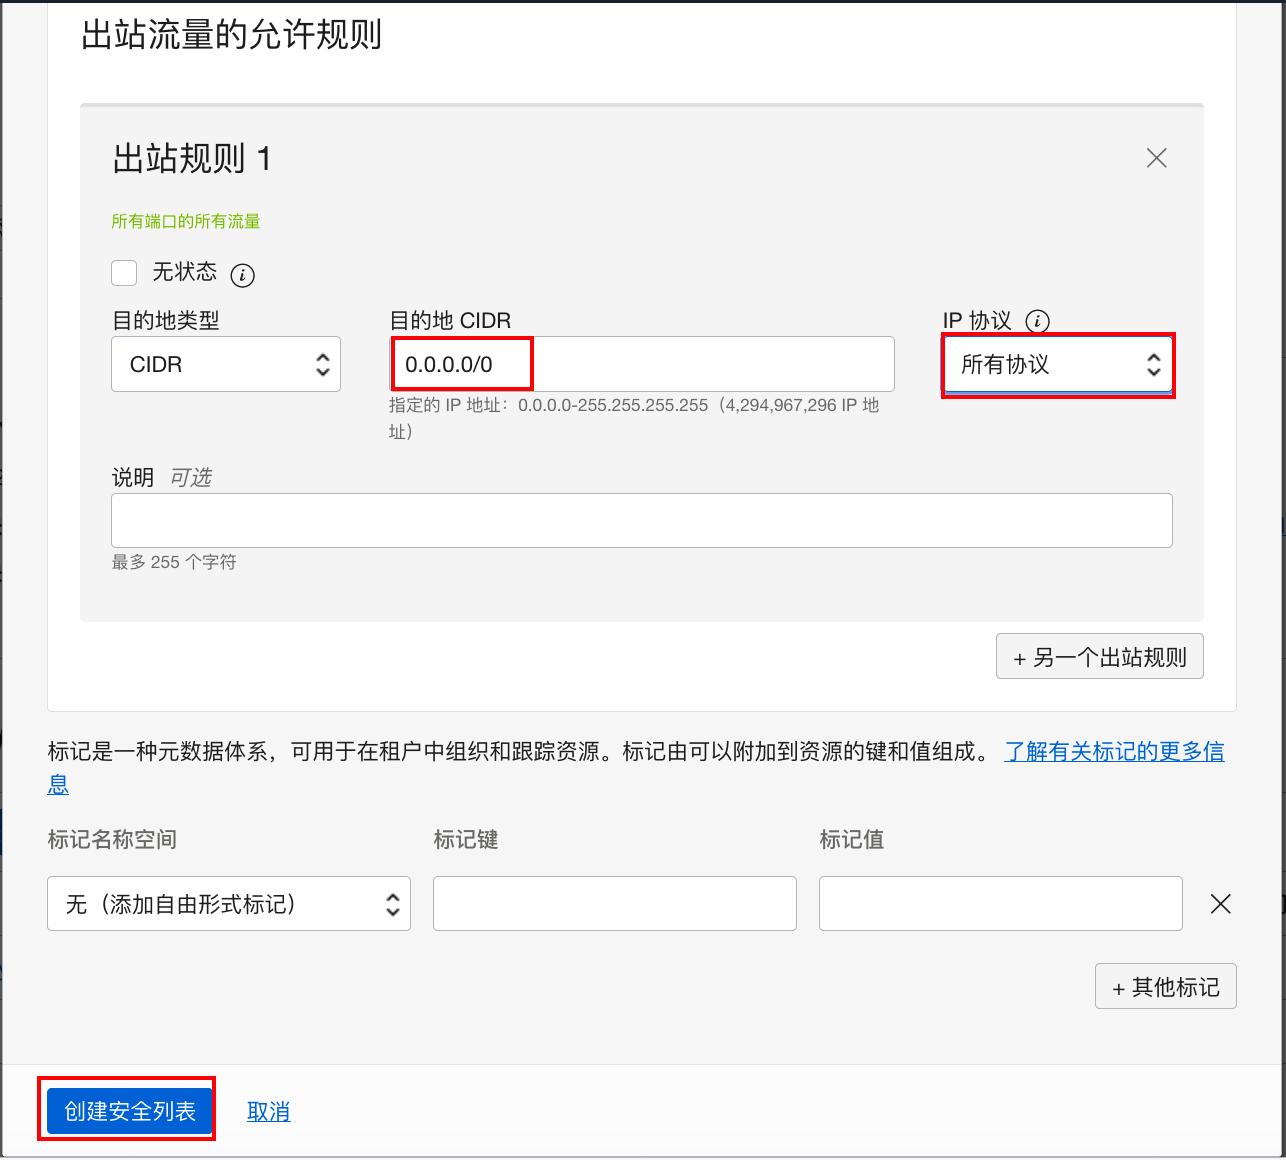 出站流量的允许规则
出站规则 1
所有端口的所有流量
无状态
目的地类型
目的地 CIDR
IP 协议
CIDR
0.0.0.0/0
所有协议
指定的 IP 地址：0.0.0.0-255.255.255.255（4,294,967,296 IP 地
址）
说明 可选
最多 255 个字符
+ 另一个出站规则
标记是一种元数据体系，可用于在租户中组织和跟踪资源。标记由可以附加到资源的键和值组成。 了解有关标记的更多信
息
标记名称空间
标记键
标记值
无（添加自由形式标记）
+ 其他标记
创建安全列表
取消